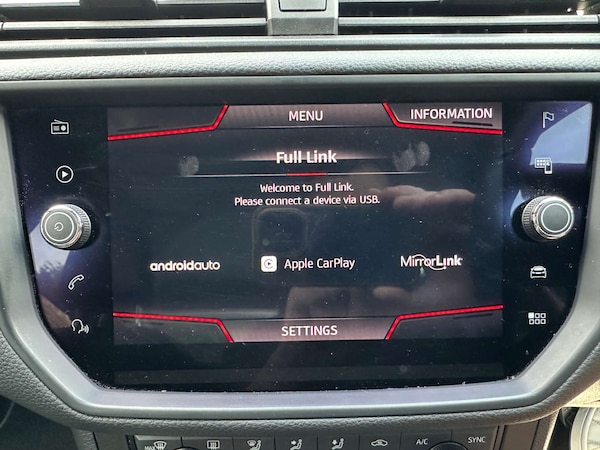 MENU
INFORMATION
Full Link
Welcome to Full Link.
Please connect a device via USB.
androidauto
Apple CarPlay
MirrorLink
SETTINGS
MAX
A/C
SYNC